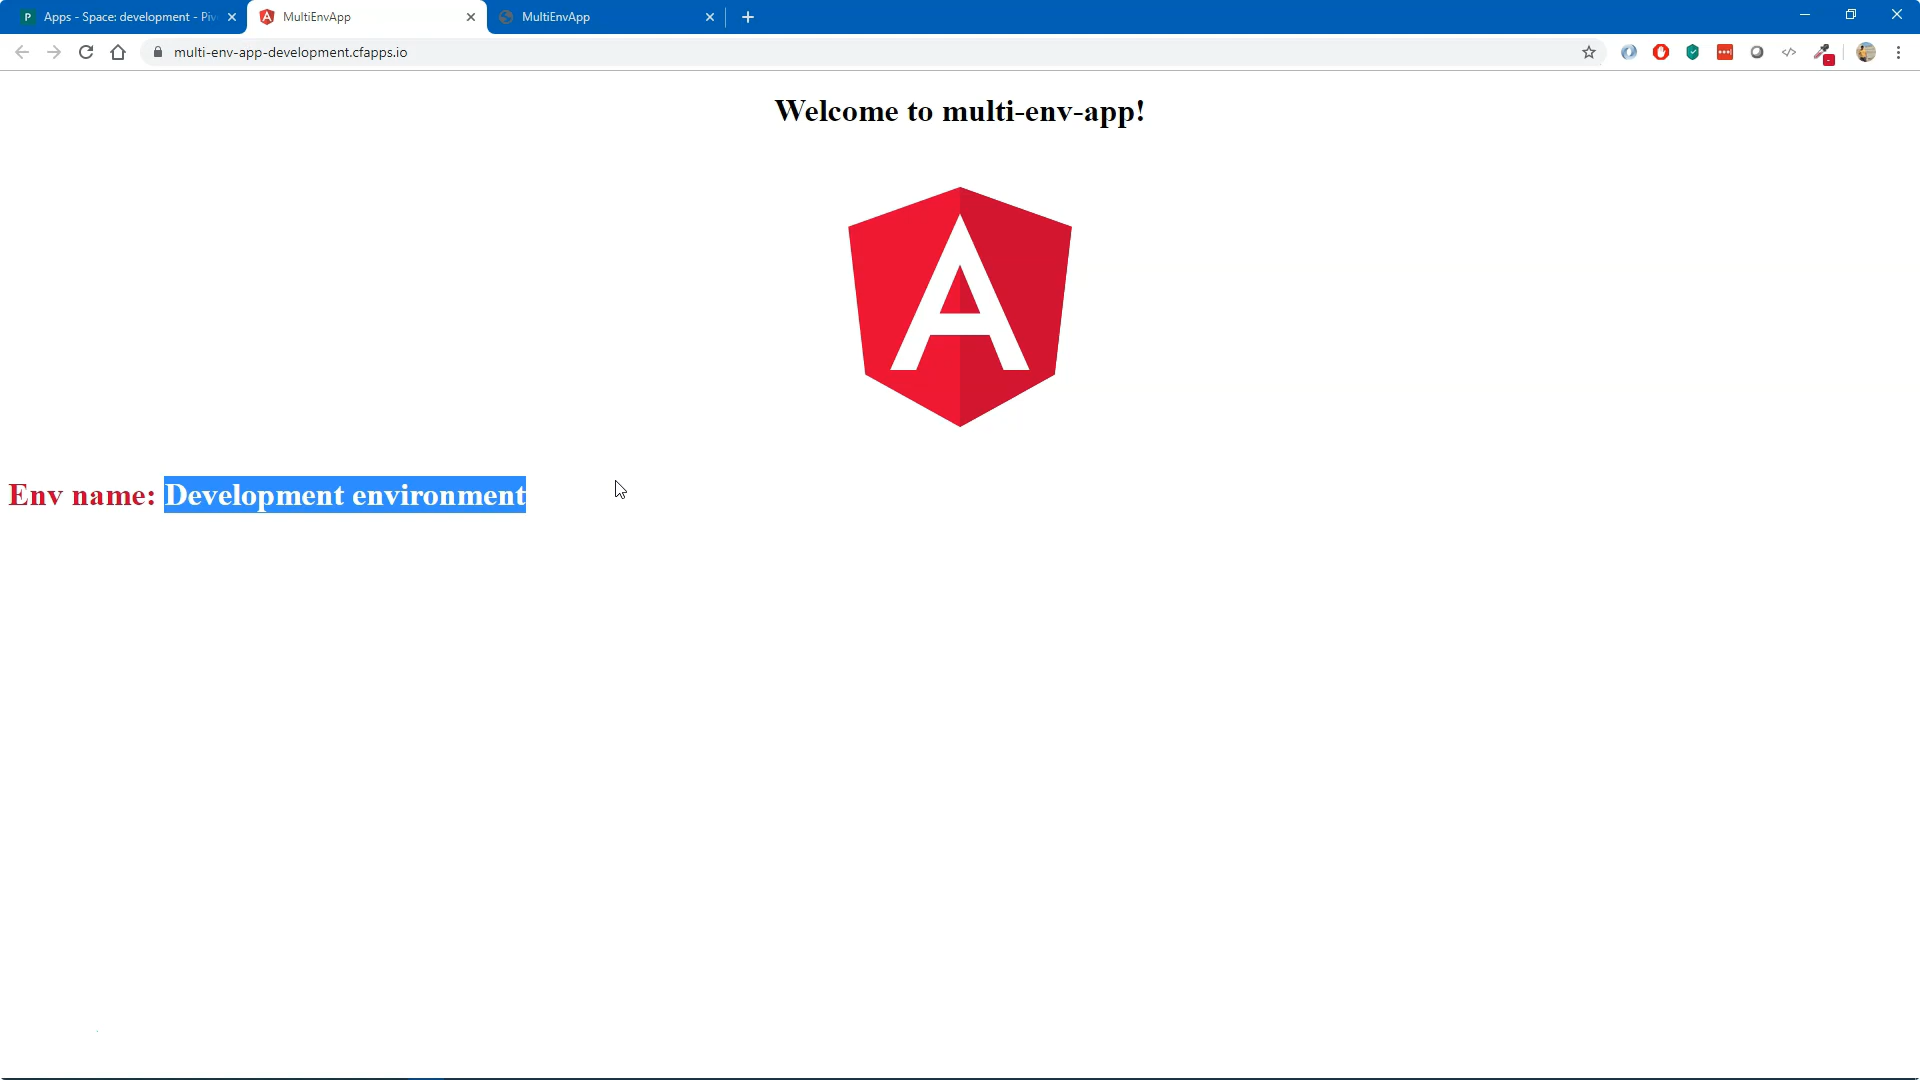 Apps - Space: development - Piv
MultiEnvApp
MultiEnvApp
multi-env-app-development.cfapps.io
Welcome to multi-env-app!
Env name: Development environment